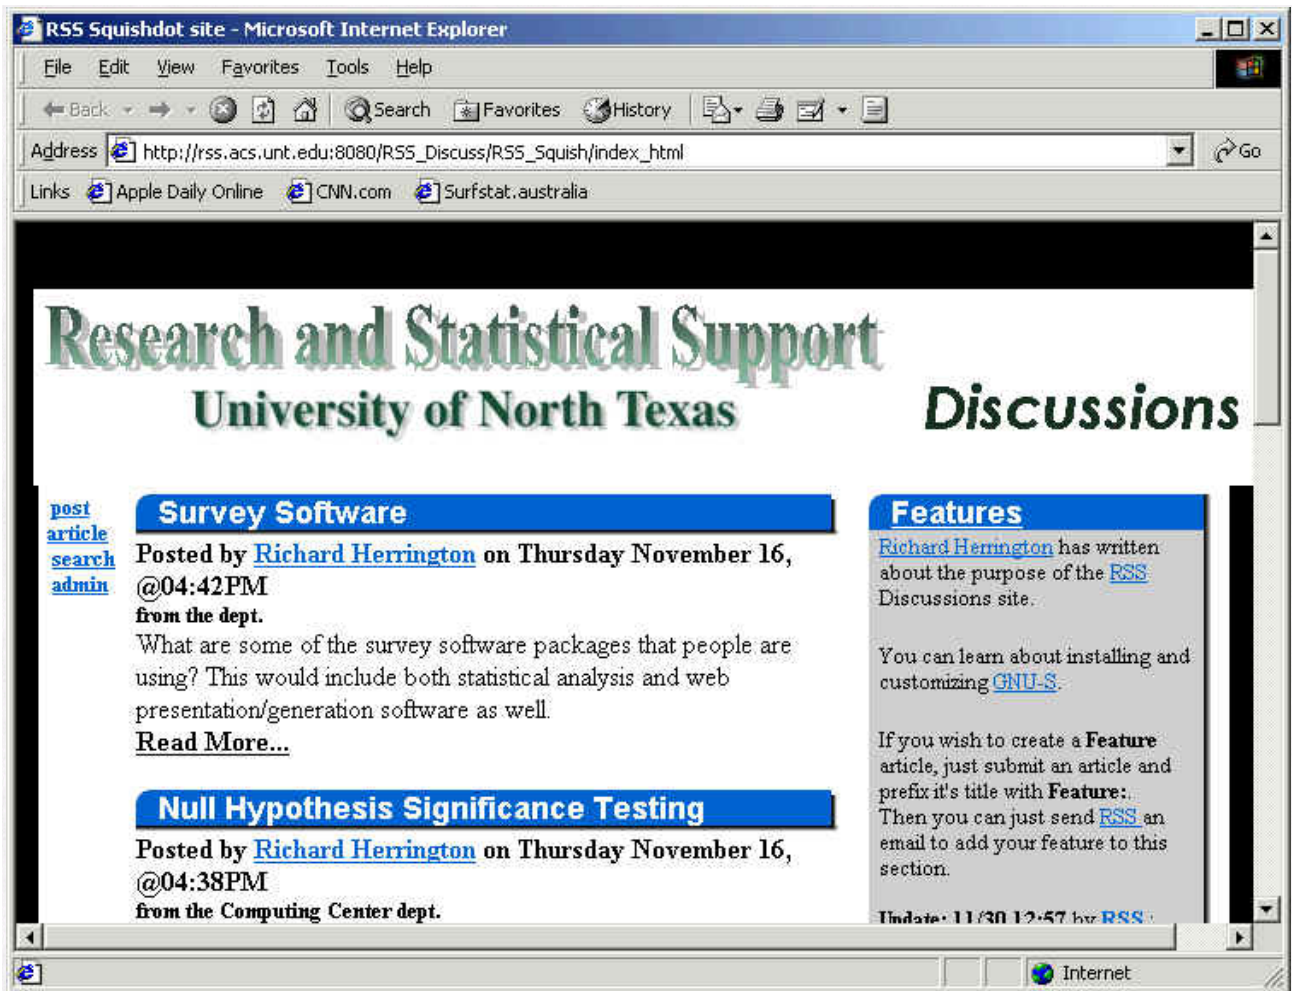 RSS Squishdot site - Microsoft Internet Explorer
File Edit View Favorites Tools Help
Back Search Favorites History
Address http://rss.acs.unt.edu:8080/RSS_Discuss/RSS_Squish/index_html Go
Links Apple Daily Online CNN.com Surfstat.australia
Research and Statistical Support
University of North Texas
Discussions
post
article
search
admin
Survey Software
Posted by Richard Herrington on Thursday November 16,
@04:42PM
from the dept.
What are some of the survey software packages that people are
using? This would include both statistical analysis and web
presentation/generation software as well.
Read More...
Null Hypothesis Significance Testing
Posted by Richard Herrington on Thursday November 16,
@04:38PM
from the Computing Center dept.
Features
Richard Herrington has written
about the purpose of the RSS
Discussions site.
You can learn about installing and
customizing GNU-S.
If you wish to create a Feature
article, just submit an article and
prefix it's title with Feature:.
Then you can just send RSS an
email to add your feature to this
section.
Update: 11/30 12:57 by RSS :
Internet